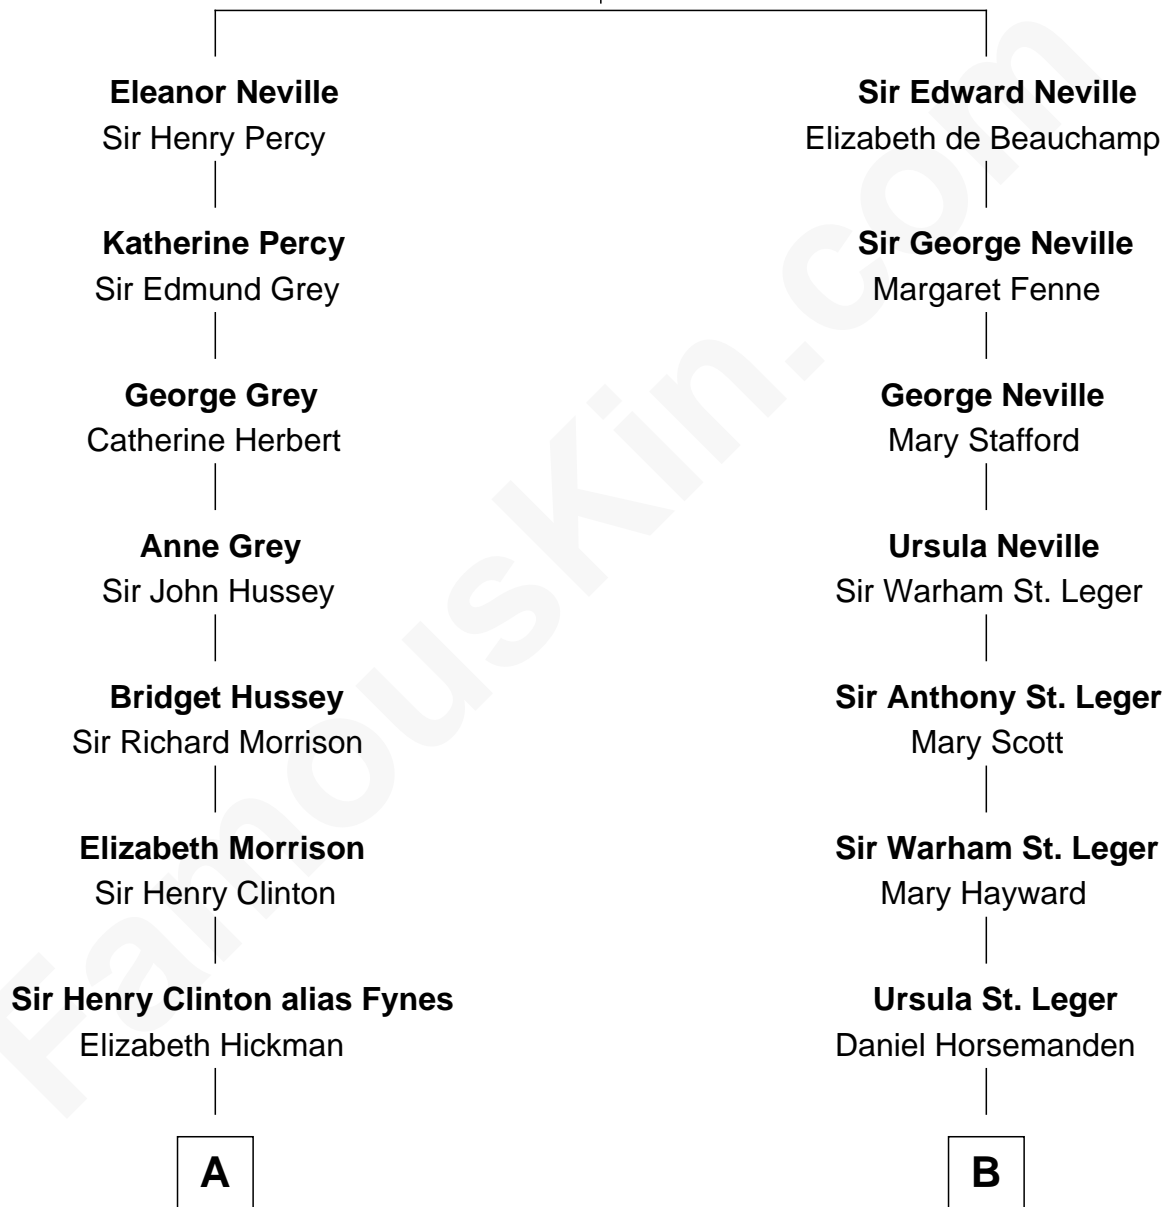 Eleanor Neville
Sir Henry Percy
Katherine Percy
Sir Edmund Grey
George Grey
Catherine Herbert
Anne Grey
Sir John Hussey
Bridget Hussey
Sir Richard Morrison
Elizabeth Morrison
Sir Henry Clinton
Sir Henry Clinton alias Fynes
Elizabeth Hickman
A
Sir Edward Neville
Elizabeth de Beauchamp
Sir George Neville
Margaret Fenne
George Neville
Mary Stafford
Ursula Neville
Sir Warham St. Leger
Sir Anthony St. Leger
Mary Scott
Sir Warham St. Leger
Mary Hayward
Ursula St. Leger
Daniel Horsemanden
B
FamousKin.com